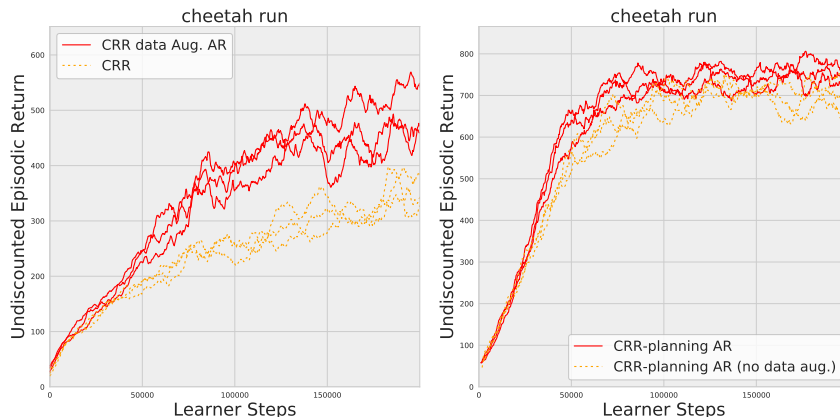 cheetah run
Undiscounted Episodic Return
600
500
400
300
200
100
0
CRR data Aug. AR
CRR
0
50000
100000
150000
Learner Steps
cheetah run
Undiscounted Episodic Return
800
700
600
500
400
300
200
100
0
CRR-planning AR
CRR-planning AR (no data aug.)
0
50000
100000
150000
Learner Steps